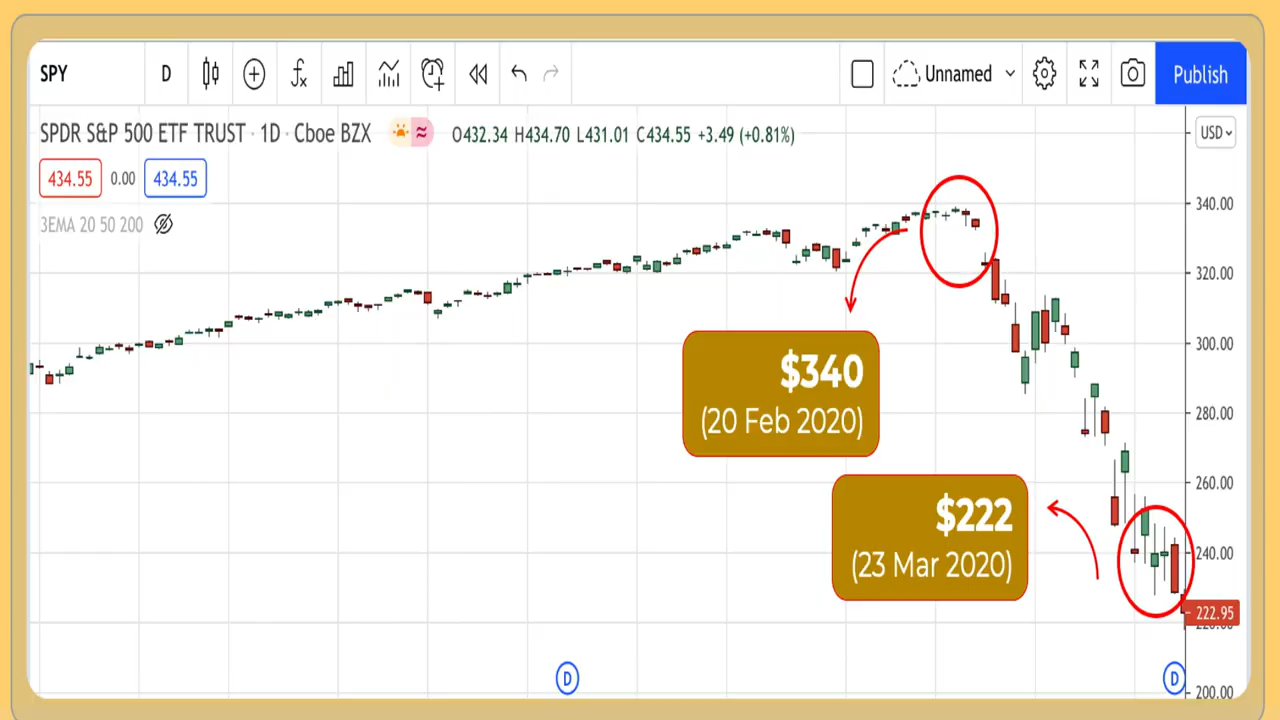 SPY D fx Unnamed Publish
SPDR S&P 500 ETF TRUST · 1D · Cboe BZX O432.34 H434.70 L431.01 C434.55 +3.49 (+0.81%) USD
434.55 0.00 434.55
3EMA 20 50 200
340.00
320.00
300.00
$340
(20 Feb 2020)
280.00
260.00
$222
(23 Mar 2020)
240.00
222.95
220.00
D D
200.00